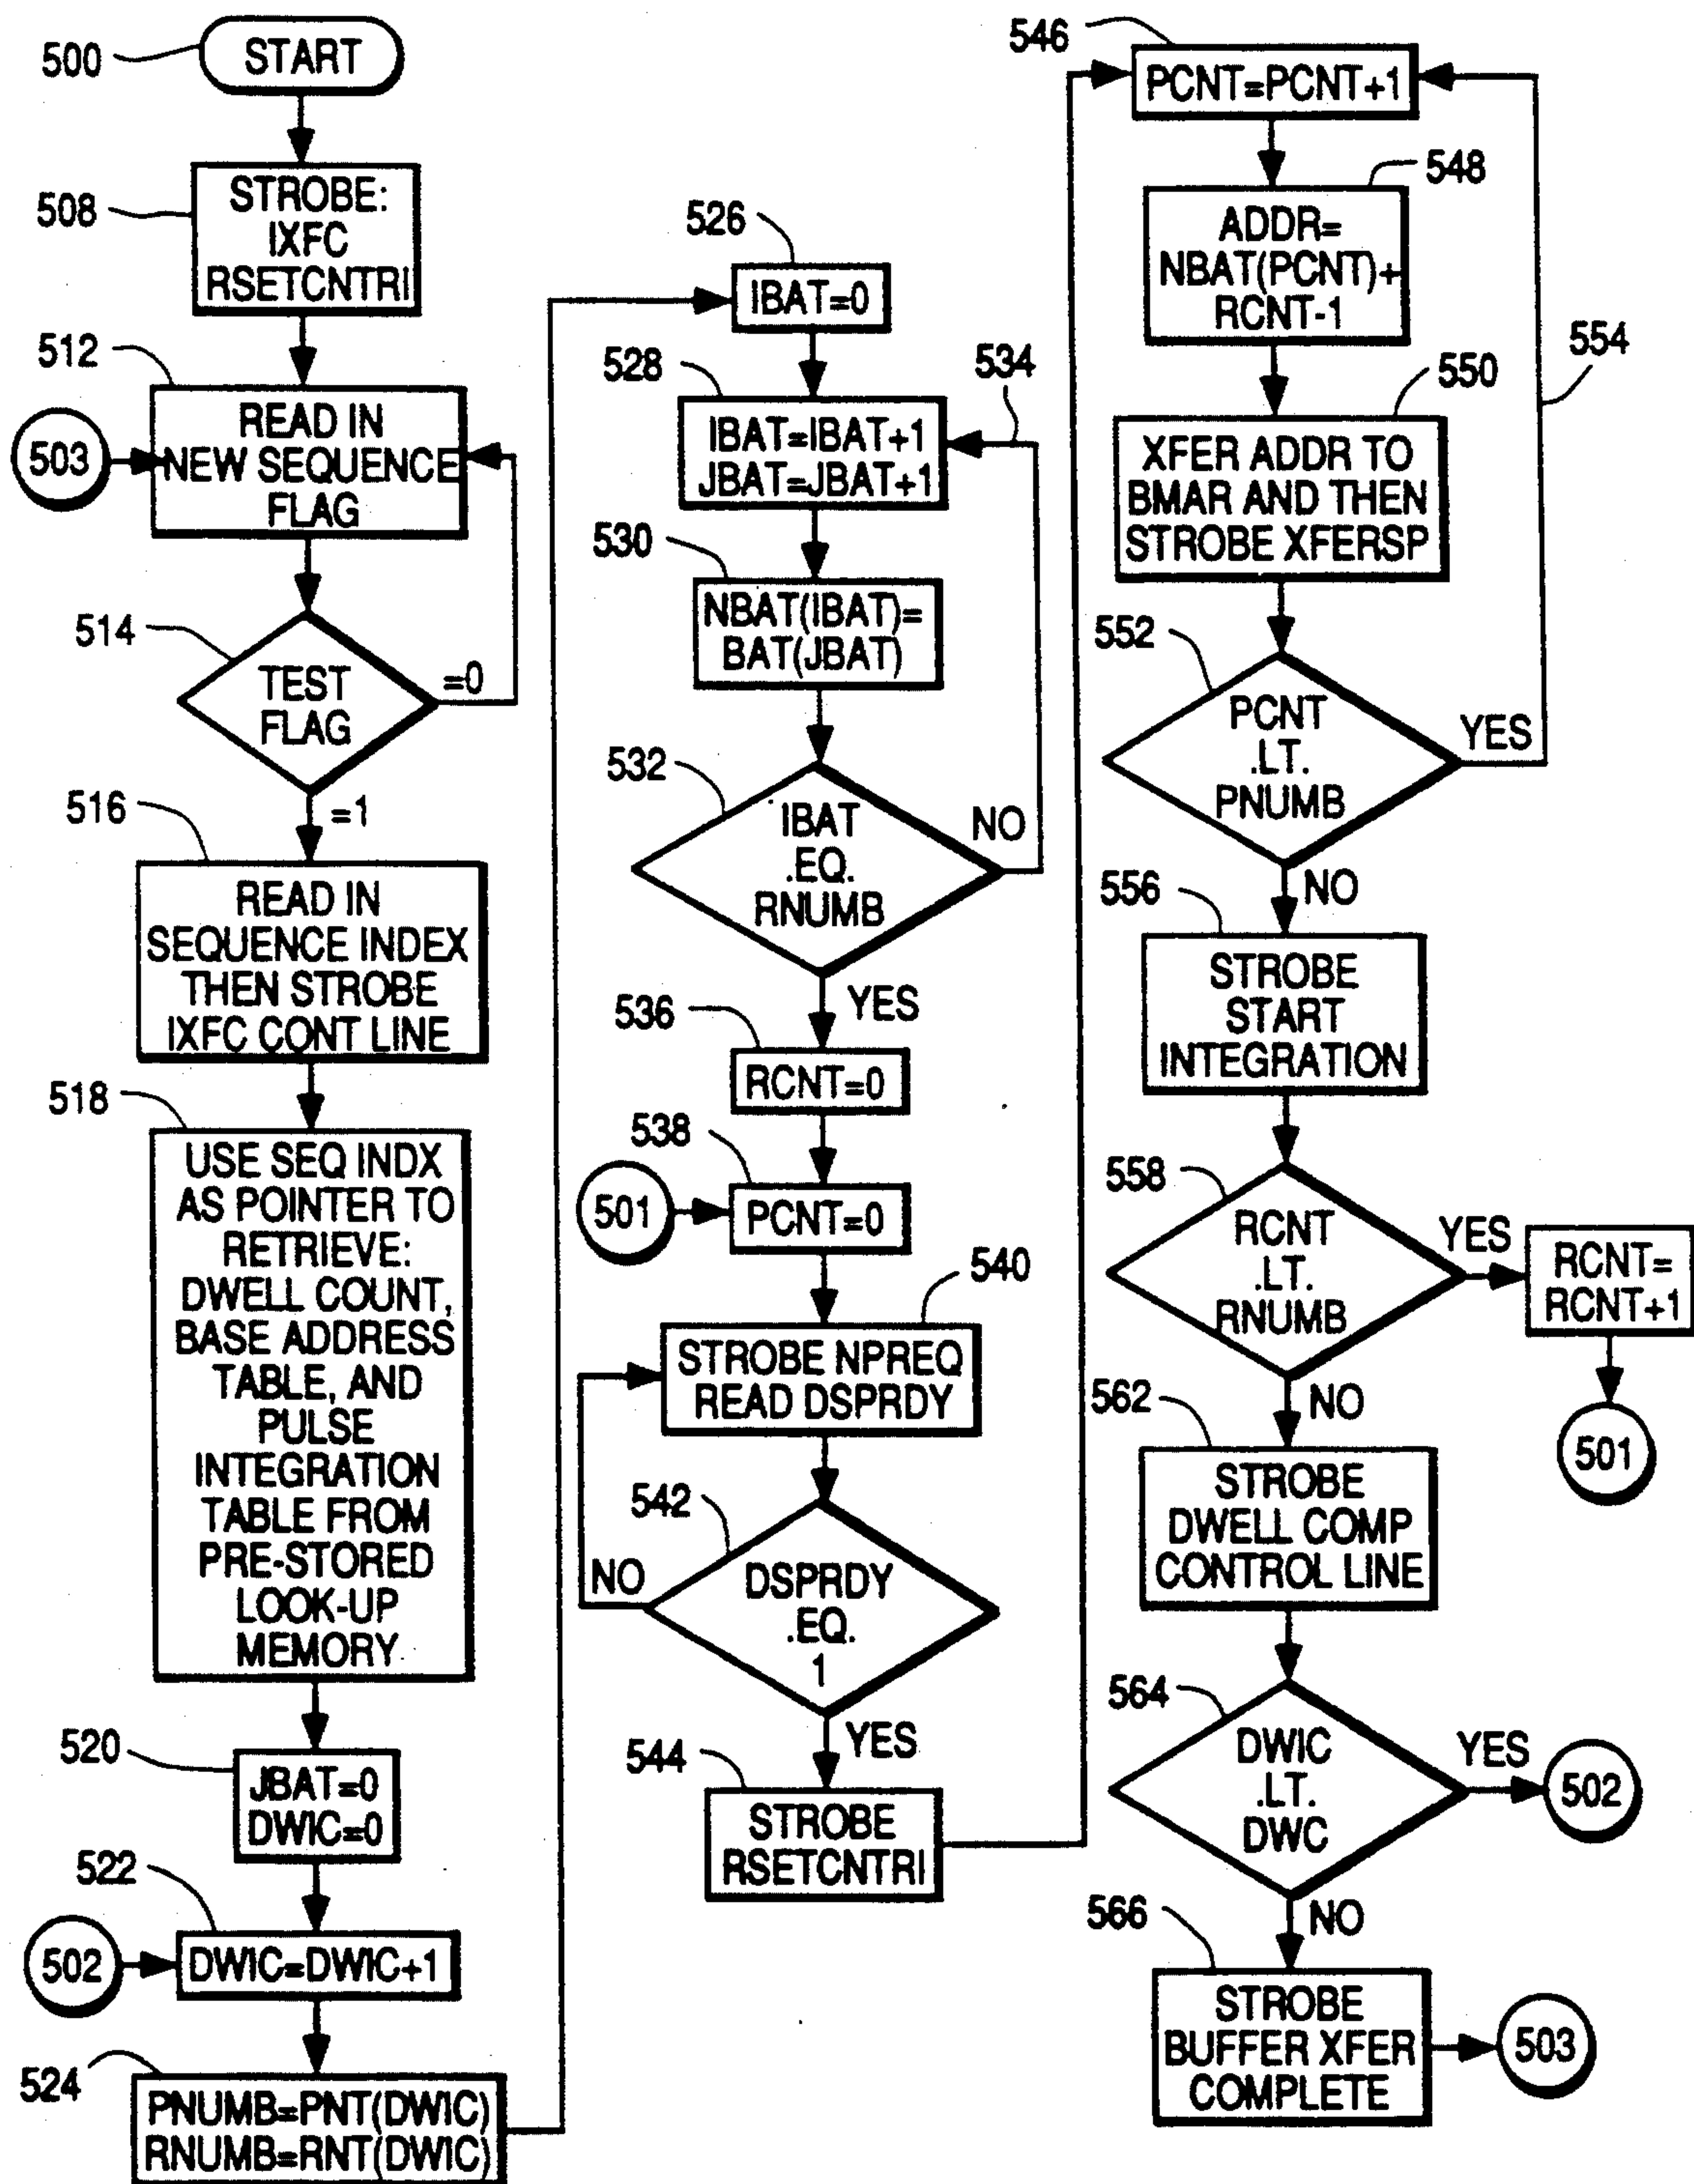 500
START
508
STROBE:
IXFC
RSETCNTRI
512
503
READ IN
NEW SEQUENCE
FLAG
514
TEST
FLAG
=0
=1
516
READ IN
SEQUENCE INDEX
THEN STROBE
IXFC CONT LINE
518
USE SEQ INDX
AS POINTER TO
RETRIEVE:
DWELL COUNT,
BASE ADDRESS
TABLE, AND
PULSE
INTEGRATION
TABLE FROM
PRE-STORED
LOOK-UP
MEMORY
520
JBAT=0
DWIC=0
522
502
DWIC=DWIC+1
524
PNUMB=PNT(DWIC)
RNUMB=RNT(DWIC)
526
IBAT=0
528
534
IBAT=IBAT+1
JBAT=JBAT+1
530
NBAT(IBAT)=
BAT(JBAT)
532
IBAT
.EQ.
RNUMB
NO
YES
536
RCNT=0
538
501
PCNT=0
540
STROBE NPREQ
READ DSPRDY
542
NO
DSPRDY
.EQ.
1
YES
544
STROBE
RSETCNTRI
546
PCNT=PCNT+1
548
ADDR=
NBAT(PCNT)+
RCNT-1
554
550
XFER ADDR TO
BMAR AND THEN
STROBE XFERSP
552
PCNT
.LT.
PNUMB
YES
NO
556
STROBE
START
INTEGRATION
558
RCNT
.LT.
RNUMB
YES
RCNT=
RCNT+1
501
NO
562
STROBE
DWELL COMP
CONTROL LINE
564
DWIC
.LT.
DWC
YES
502
NO
566
STROBE
BUFFER XFER
COMPLETE
503